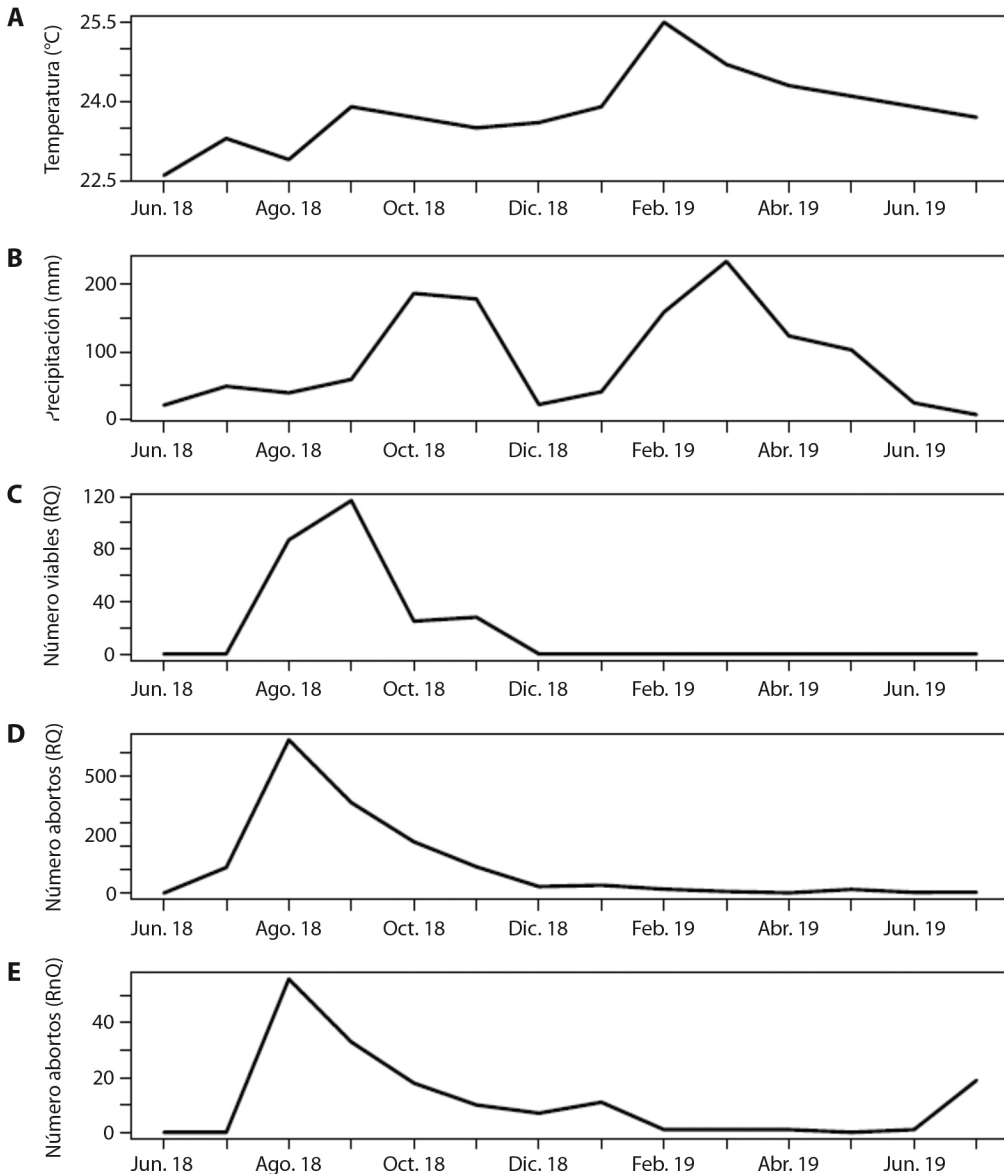 A
Temperatura (°C)
25.5
24.0
22.5
Jun. 18 Ago. 18 Oct. 18 Dic. 18 Feb. 19 Abr. 19 Jun. 19
B
Precipitación (mm)
200
100
0
Jun. 18 Ago. 18 Oct. 18 Dic. 18 Feb. 19 Abr. 19 Jun. 19
C
Número viables (RQ)
120
80
40
0
Jun. 18 Ago. 18 Oct. 18 Dic. 18 Feb. 19 Abr. 19 Jun. 19
D
Número abortos (RQ)
500
200
0
Jun. 18 Ago. 18 Oct. 18 Dic. 18 Feb. 19 Abr. 19 Jun. 19
E
Número abortos (RnQ)
40
20
0
Jun. 18 Ago. 18 Oct. 18 Dic. 18 Feb. 19 Abr. 19 Jun. 19